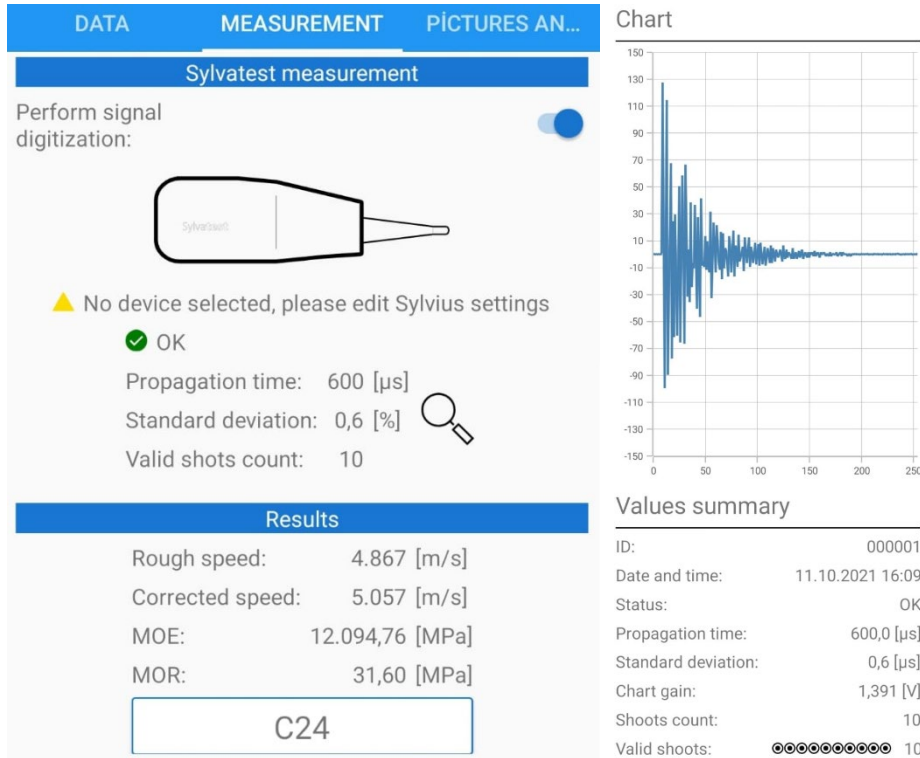 DATA MEASUREMENT PİCTURES AN...
Sylvatest measurement
Perform signal
digitization:
Sylvatest
No device selected, please edit Sylvius settings
OK
Propagation time: 600 [µs]
Standard deviation: 0,6 [%]
Valid shots count: 10
Results
Rough speed: 4.867 [m/s]
Corrected speed: 5.057 [m/s]
MOE: 12.094,76 [MPa]
MOR: 31,60 [MPa]
C24
Chart
150
130
110
90
70
50
30
10
-10
-30
-50
-70
-90
-110
-130
-150
0 50 100 150 200 250
Values summary
ID: 000001
Date and time: 11.10.2021 16:09
Status: OK
Propagation time: 600,0 [µs]
Standard deviation: 0,6 [µs]
Chart gain: 1,391 [V]
Shoots count: 10
Valid shoots: 10